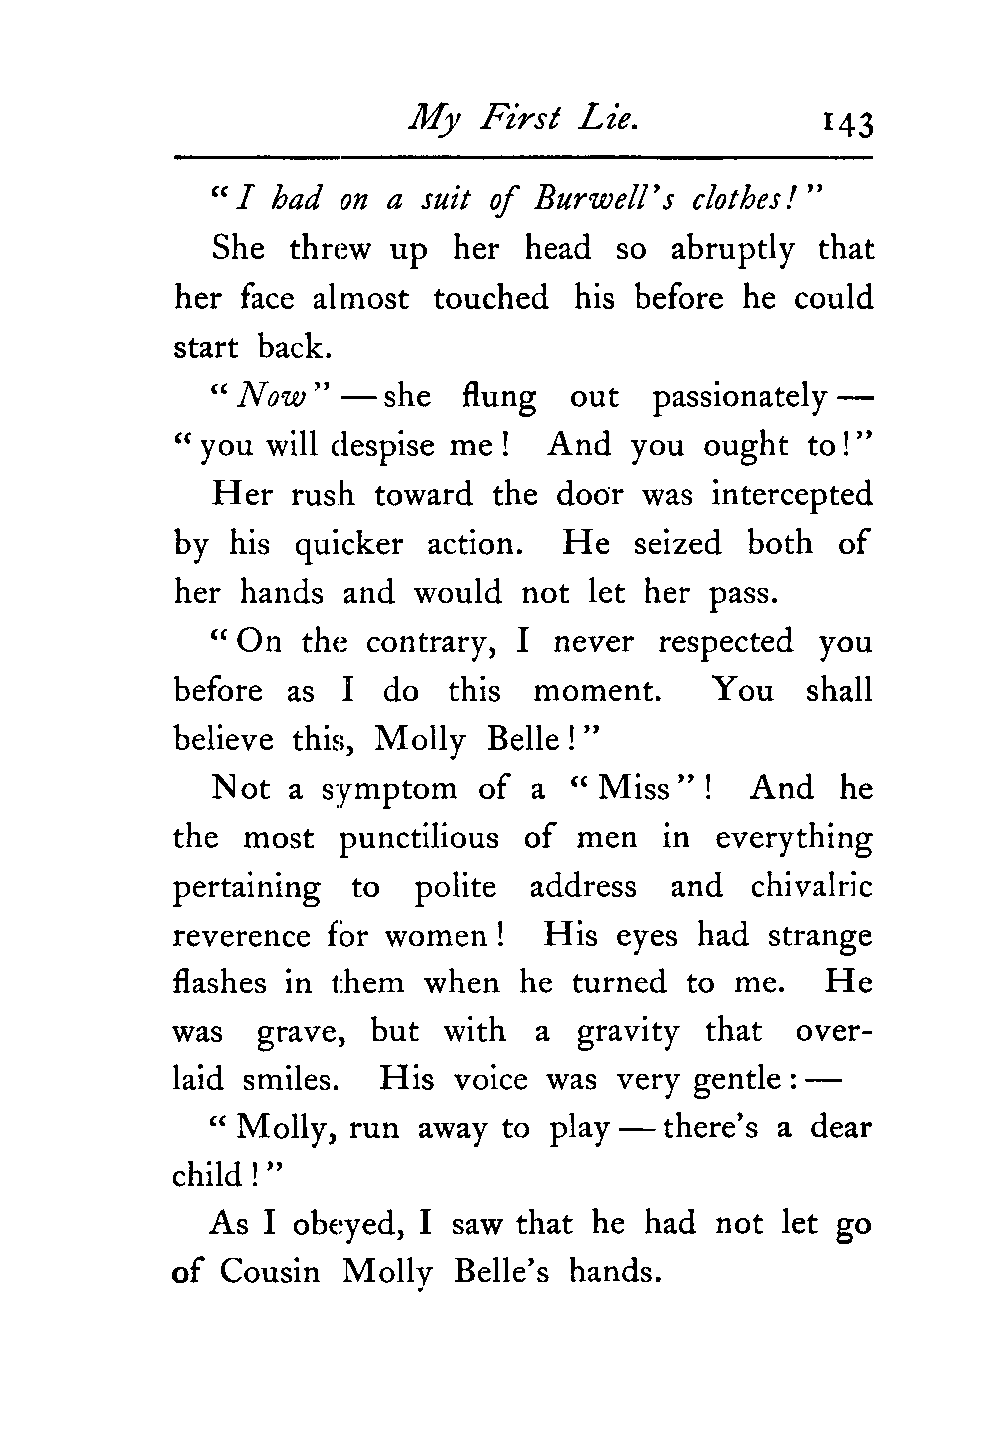 My First Lie. 143
“I had on a suit of Burwell’s clothes!”
She threw up her head so abruptly that
her face almost touched his before he could
start back.
“Now”—she flung out passionately—
“you will despise me! And you ought to!”
Her rush toward the door was intercepted
by his quicker action. He seized both of
her hands and would not let her pass.
“On the contrary, I never respected you
before as I do this moment. You shall
believe this, Molly Belle!”
Not a symptom of a “Miss”! And he
the most punctilious of men in everything
pertaining to polite address and chivalric
reverence for women! His eyes had strange
flashes in them when he turned to me. He
was grave, but with a gravity that over-
laid smiles. His voice was very gentle:—
“Molly, run away to play—there’s a dear
child!”
As I obeyed, I saw that he had not let go
of Cousin Molly Belle’s hands.